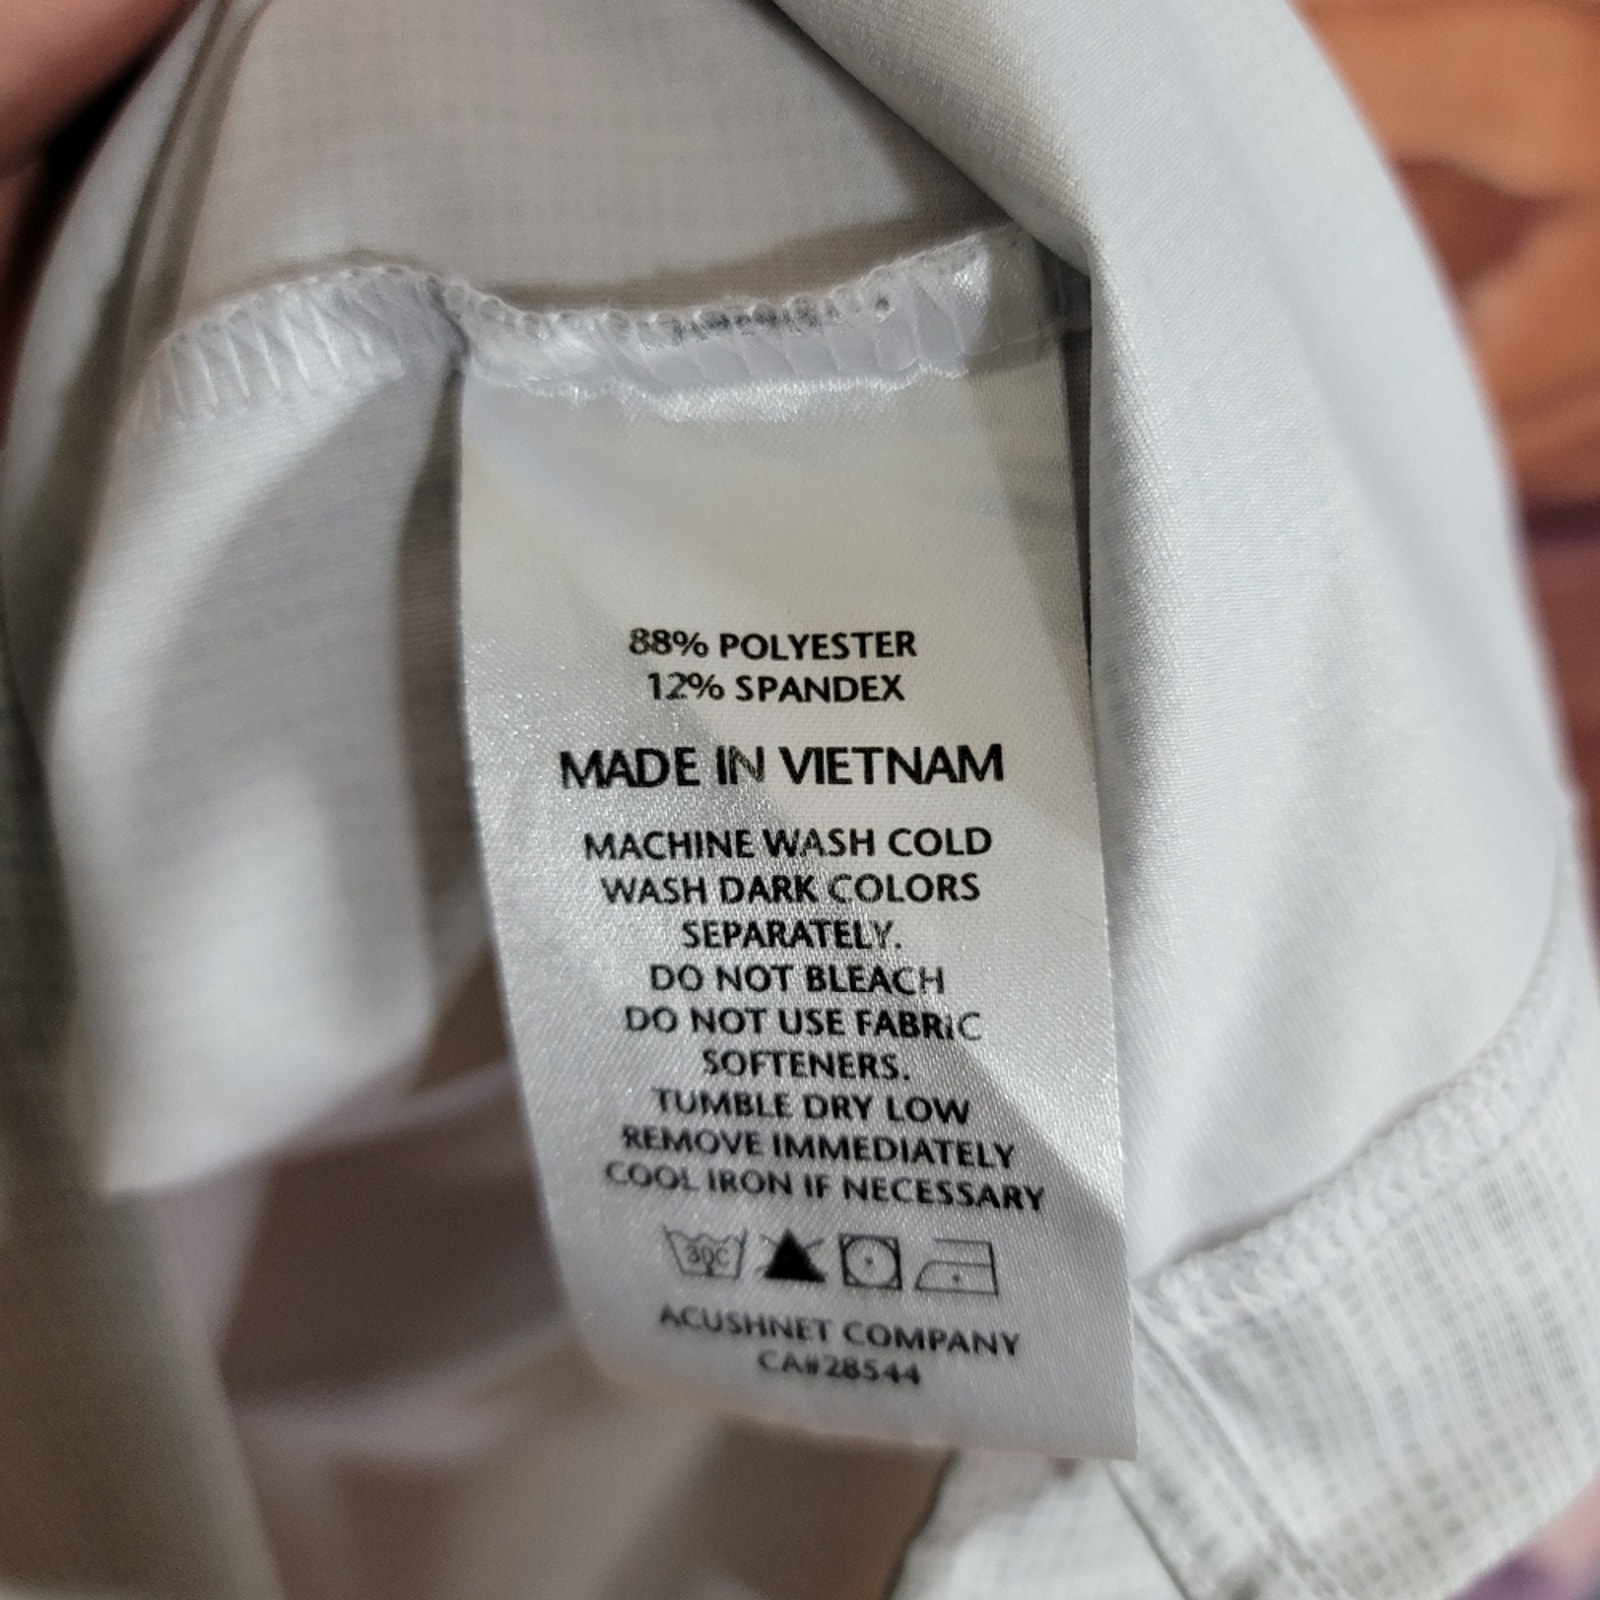 88% POLYESTER
12% SPANDEX
MADE IN VIETNAM
MACHINE WASH COLD
WASH DARK COLORS
SEPARATELY.
DO NOT BLEACH
DO NOT USE FABRIC
SOFTENERS.
TUMBLE DRY LOW
REMOVE IMMEDIATELY
COOL IRON IF NECESSARY
30C
ACUSHNET COMPANY
CA#28544